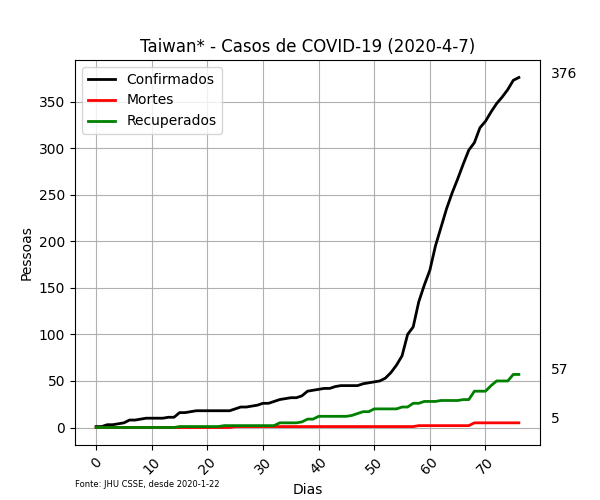 Taiwan* - Casos de COVID-19 (2020-4-7)
Confirmados
Mortes
Recuperados
376
57
5
Pessoas
350
300
250
200
150
100
50
0
0 10 20 30 40 50 60 70
Dias
Fonte: JHU CSSE, desde 2020-1-22